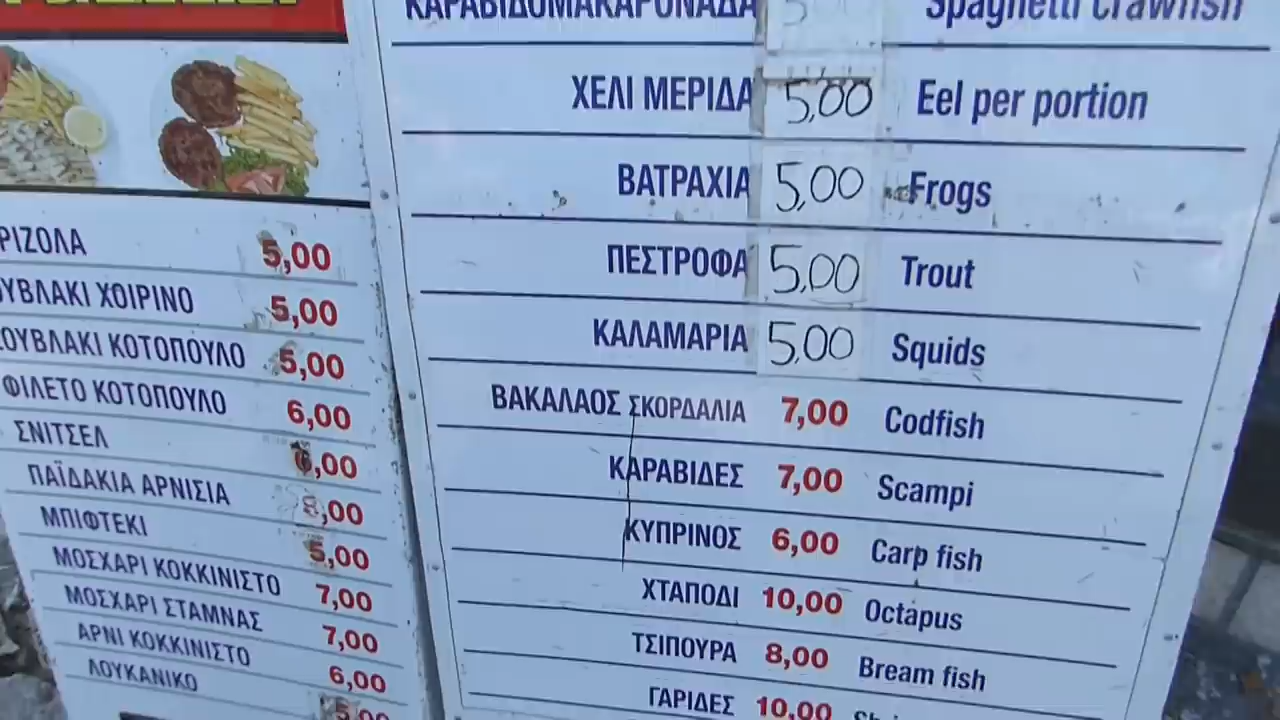 ΡΙΖΟΛΑ 5,00
ΟΥΒΛΑΚΙ ΧΟΙΡΙΝΟ 5,00
ΣΟΥΒΛΑΚΙ ΚΟΤΟΠΟΥΛΟ 5,00
ΦΙΛΕΤΟ ΚΟΤΟΠΟΥΛΟ 6,00
ΣΝΙΤΣΕΛ 6,00
ΠΑΪΔΑΚΙΑ ΑΡΝΙΣΙΑ 8,00
ΜΠΙΦΤΕΚΙ 5,00
ΜΟΣΧΑΡΙ ΚΟΚΚΙΝΙΣΤΟ 7,00
ΜΟΣΧΑΡΙ ΣΤΑΜΝΑΣ 7,00
ΑΡΝΙ ΚΟΚΚΙΝΙΣΤΟ 6,00
ΛΟΥΚΑΝΙΚΟ 5,00
ΚΑΡΑΒΙΔΟΜΑΚΑΡΟΝΑΔΑ Spaghetti crawfish
ΧΕΛΙ ΜΕΡΙΔΑ 5,00 Eel per portion
ΒΑΤΡΑΧΙΑ 5,00 Frogs
ΠΕΣΤΡΟΦΑ 5,00 Trout
ΚΑΛΑΜΑΡΙΑ 5,00 Squids
ΒΑΚΑΛΑΟΣ ΣΚΟΡΔΑΛΙΑ 7,00 Codfish
ΚΑΡΑΒΙΔΕΣ 7,00 Scampi
ΚΥΠΡΙΝΟΣ 6,00 Carp fish
ΧΤΑΠΟΔΙ 10,00 Octapus
ΤΣΙΠΟΥΡΑ 8,00 Bream fish
ΓΑΡΙΔΕΣ 10,00